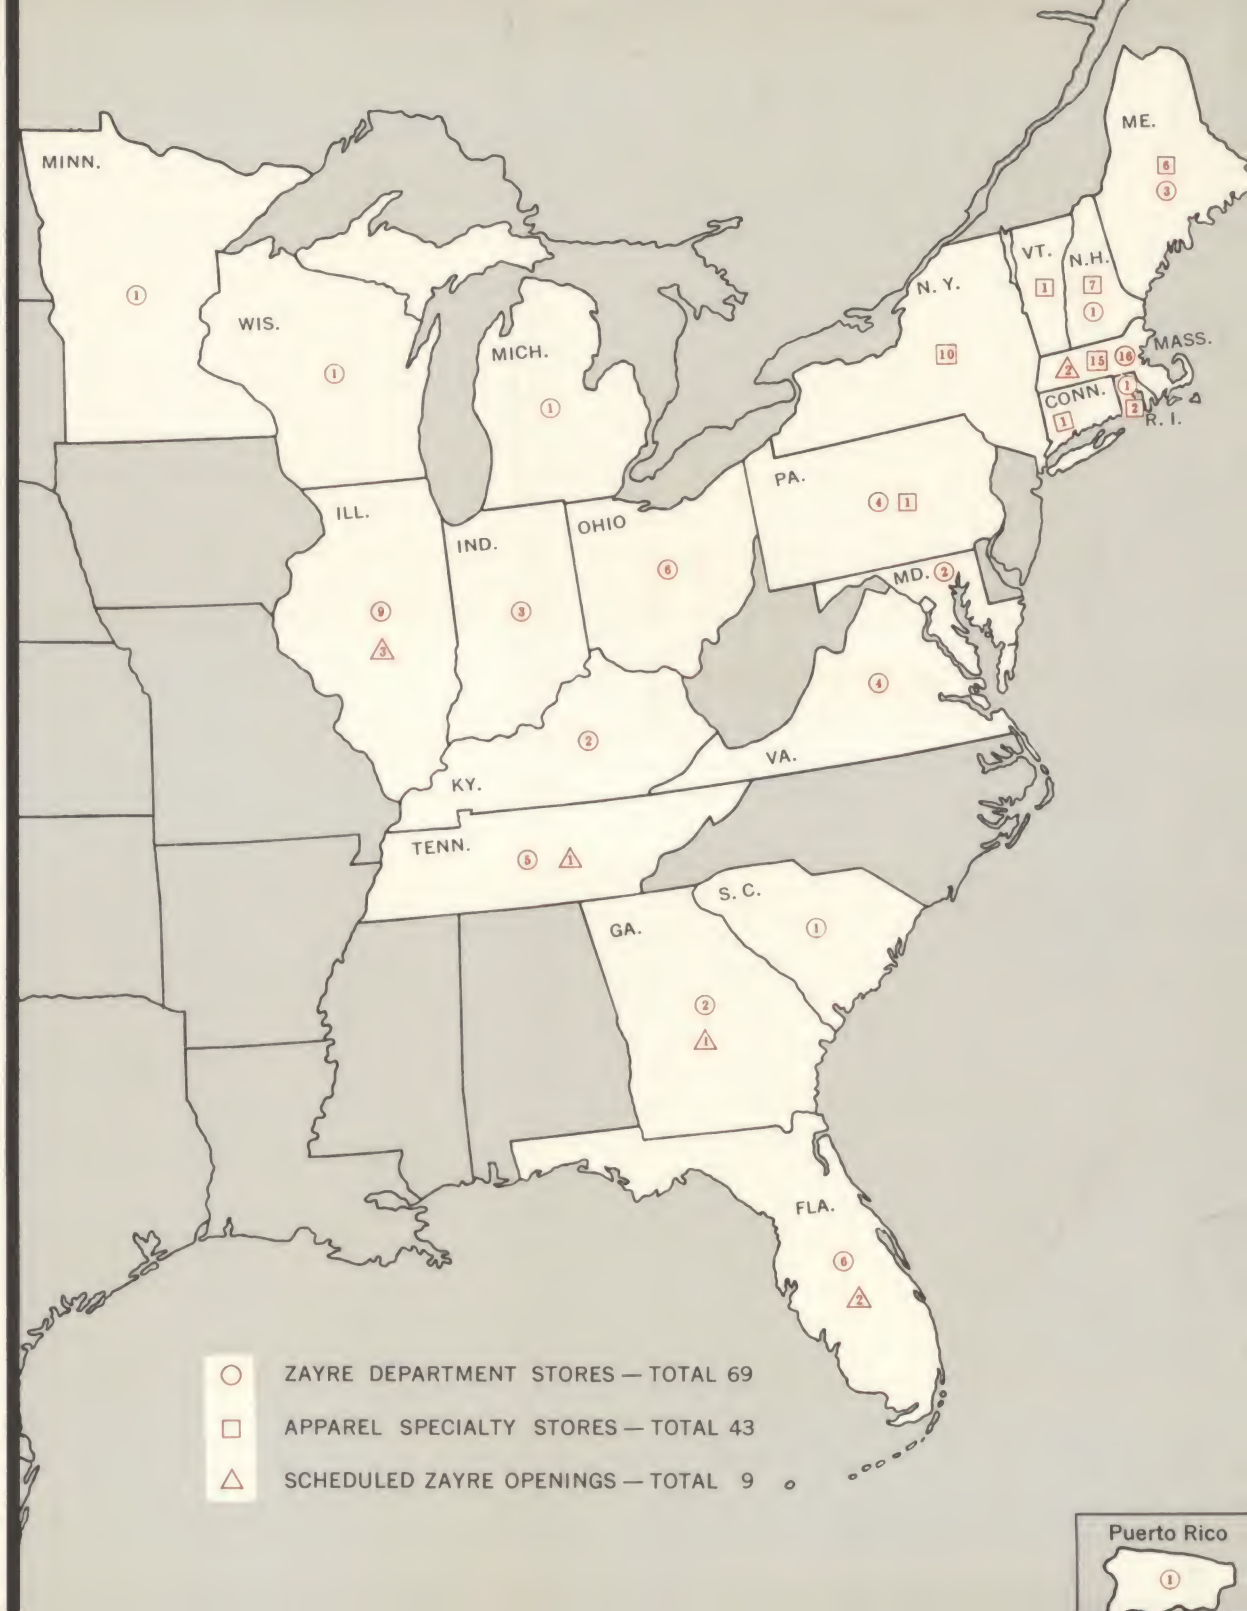 ME.
6
3
MINN.
1
VT.
1
N.H.
7
1
N. Y.
10
WIS.
1
MICH.
1
MASS.
2
15
16
CONN.
1
1
2
R. I.
PA.
4
1
ILL.
9
3
IND.
3
OHIO
6
MD.
2
4
VA.
2
KY.
TENN.
5
1
S. C.
1
GA.
2
1
FLA.
6
2
ZAYRE DEPARTMENT STORES — TOTAL 69
APPAREL SPECIALTY STORES — TOTAL 43
SCHEDULED ZAYRE OPENINGS — TOTAL 9
Puerto Rico
1